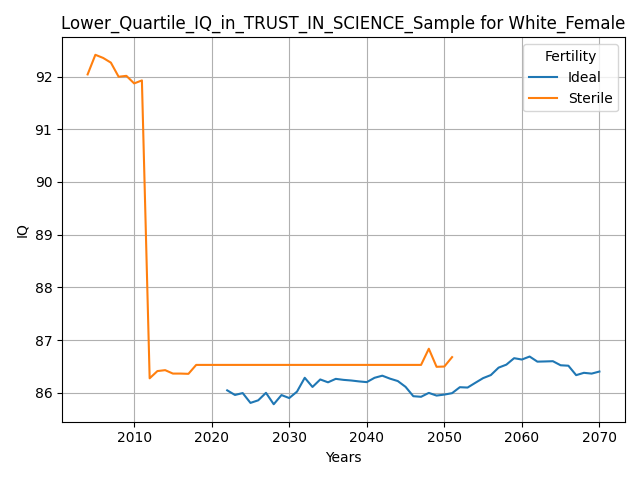 Lower_Quartile_IQ_in_TRUST_IN_SCIENCE_Sample for White_Female
Fertility
Ideal
Sterile
IQ
92
91
90
89
88
87
86
2010 2020 2030 2040 2050 2060 2070
Years